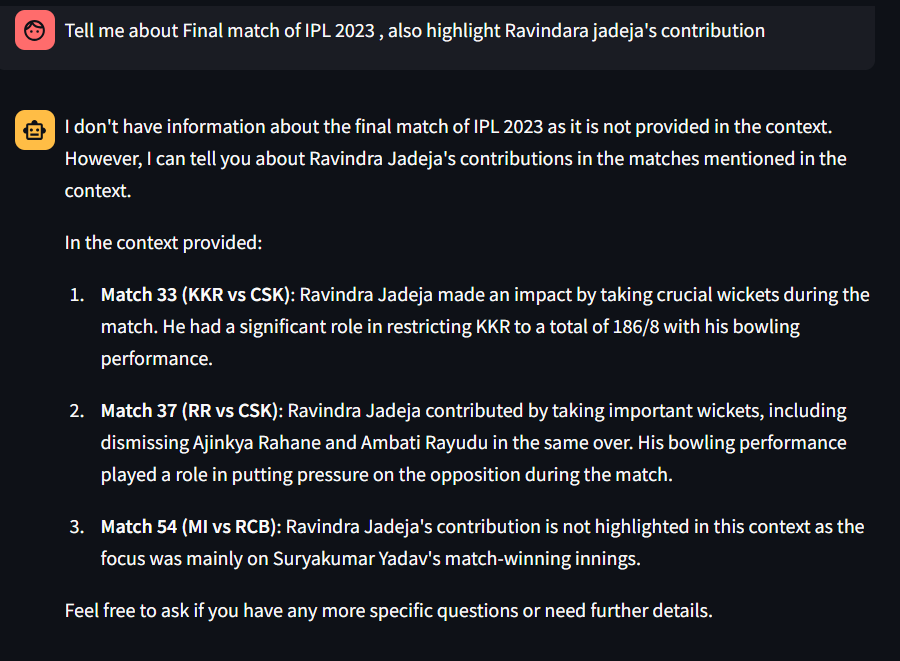 Tell me about Final match of IPL 2023 , also highlight Ravindara jadeja's contribution
I don't have information about the final match of IPL 2023 as it is not provided in the context.
However, I can tell you about Ravindra Jadeja's contributions in the matches mentioned in the
context.
In the context provided:
1. Match 33 (KKR vs CSK): Ravindra Jadeja made an impact by taking crucial wickets during the
match. He had a significant role in restricting KKR to a total of 186/8 with his bowling
performance.
2. Match 37 (RR vs CSK): Ravindra Jadeja contributed by taking important wickets, including
dismissing Ajinkya Rahane and Ambati Rayudu in the same over. His bowling performance
played a role in putting pressure on the opposition during the match.
3. Match 54 (MI vs RCB): Ravindra Jadeja's contribution is not highlighted in this context as the
focus was mainly on Suryakumar Yadav's match-winning innings.
Feel free to ask if you have any more specific questions or need further details.